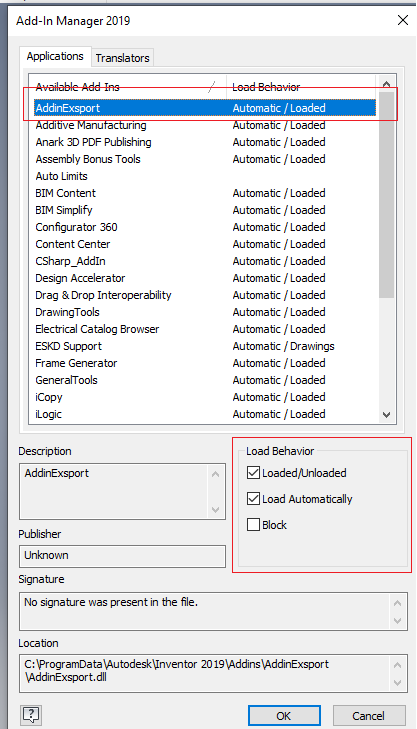 Add-In Manager 2019
Applications Translators
Available Add-Ins / Load Behavior
AddinExsport Automatic / Loaded
Additive Manufacturing Automatic / Loaded
Anark 3D PDF Publishing Automatic / Loaded
Assembly Bonus Tools Automatic / Loaded
Auto Limits
BIM Content Automatic / Loaded
BIM Simplify Automatic / Loaded
Configurator 360 Automatic / Loaded
Content Center Automatic / Loaded
CSharp_AddIn Automatic / Loaded
Design Accelerator Automatic / Loaded
Drag & Drop Interoperability Automatic / Loaded
DrawingTools Automatic / Loaded
Electrical Catalog Browser Automatic / Loaded
ESKD Support Automatic / Drawings
Frame Generator Automatic / Loaded
GeneralTools Automatic / Loaded
iCopy Automatic / Loaded
iLogic Automatic / Loaded
Description
AddinExsport
Load Behavior
Loaded/Unloaded
Load Automatically
Block
Publisher
Unknown
Signature
No signature was present in the file.
Location
C:\ProgramData\Autodesk\Inventor 2019\Addins\AddinExsport
\AddinExsport.dll
? OK Cancel